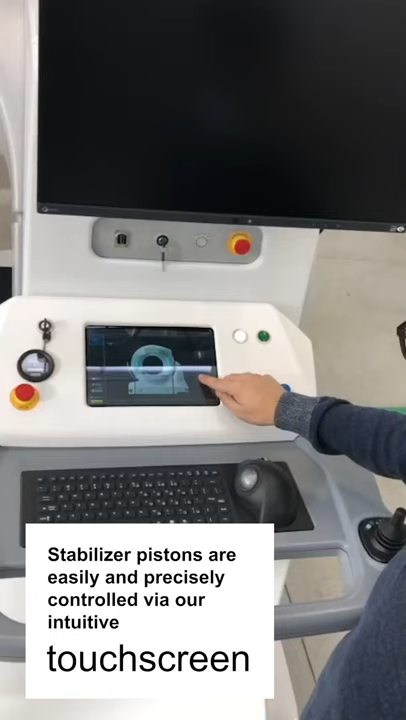 Stabilizer pistons are
easily and precisely
controlled via our
intuitive
touchscreen